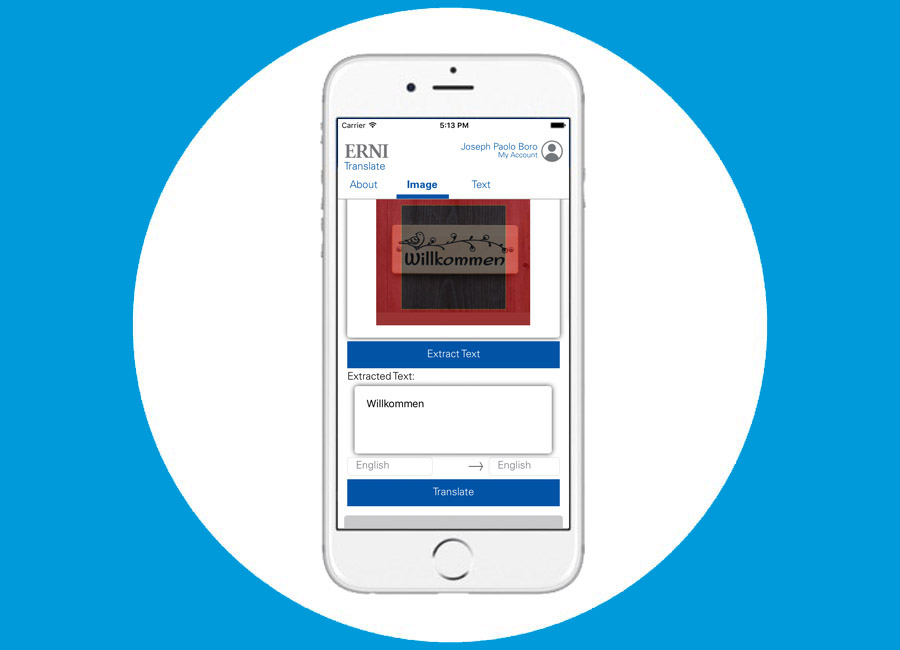 Carrier 5:13 PM
ERNI
Translate
Joseph Paolo Boro
My Account
About Image Text
Willkommen
Extract Text
Extracted Text:
Willkommen
English → English
Translate